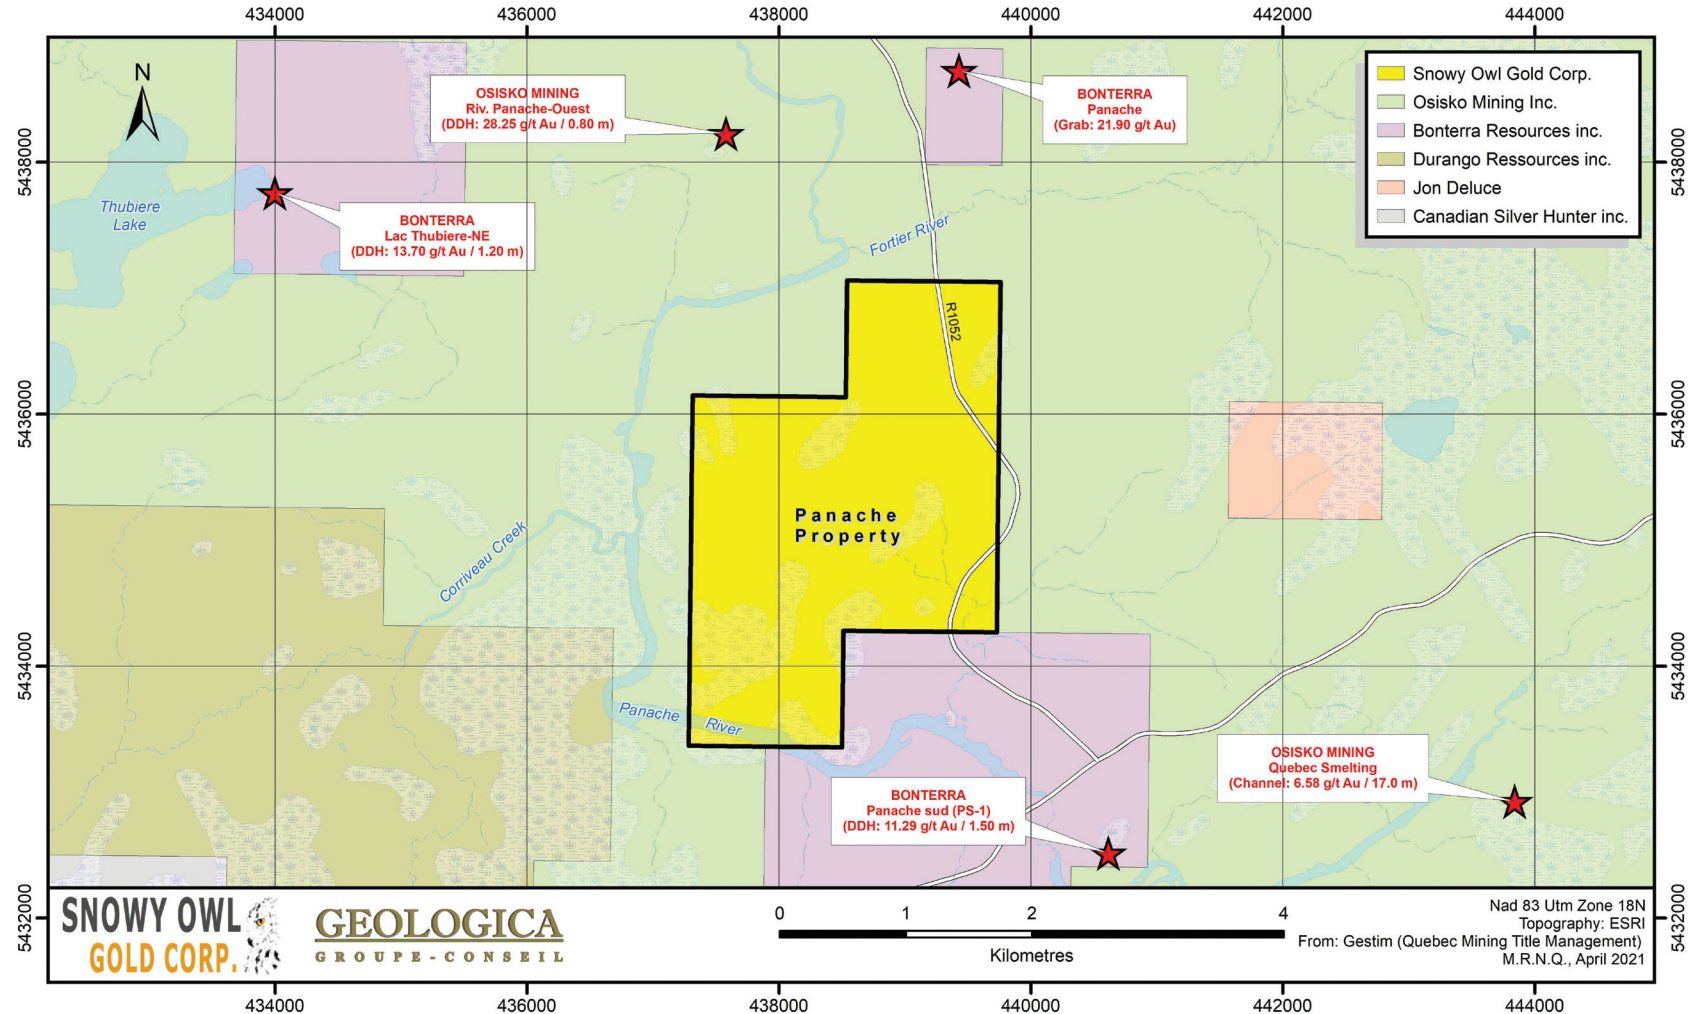 434000
436000
438000
440000
442000
444000
N
OSISKO MINING
Riv. Panache-Ouest
(DDH: 28.25 g/t Au / 0.80 m)
BONTERRA
Panache
(Grab: 21.90 g/t Au)
Snowy Owl Gold Corp.
Osisko Mining Inc.
Bonterra Resources inc.
Durango Ressources inc.
Jon Deluce
Canadian Silver Hunter inc.
5438000
5438000
Thubiere
Lake
BONTERRA
Lac Thubiere-NE
(DDH: 13.70 g/t Au / 1.20 m)
Fortier River
R1052
5436000
5436000
Panache
Property
Corriveau Creek
5434000
5434000
Panache River
OSISKO MINING
Quebec Smelting
(Channel: 6.58 g/t Au / 17.0 m)
BONTERRA
Panache sud (PS-1)
(DDH: 11.29 g/t Au / 1.50 m)
5432000
5432000
SNOWY OWL
GOLD CORP.
GEOLOGICA
GROUPE-CONSEIL
0 1 2 4
Kilometres
Nad 83 Utm Zone 18N
Topography: ESRI
From: Gestim (Quebec Mining Title Management)
M.R.N.Q., April 2021
434000
436000
438000
440000
442000
444000